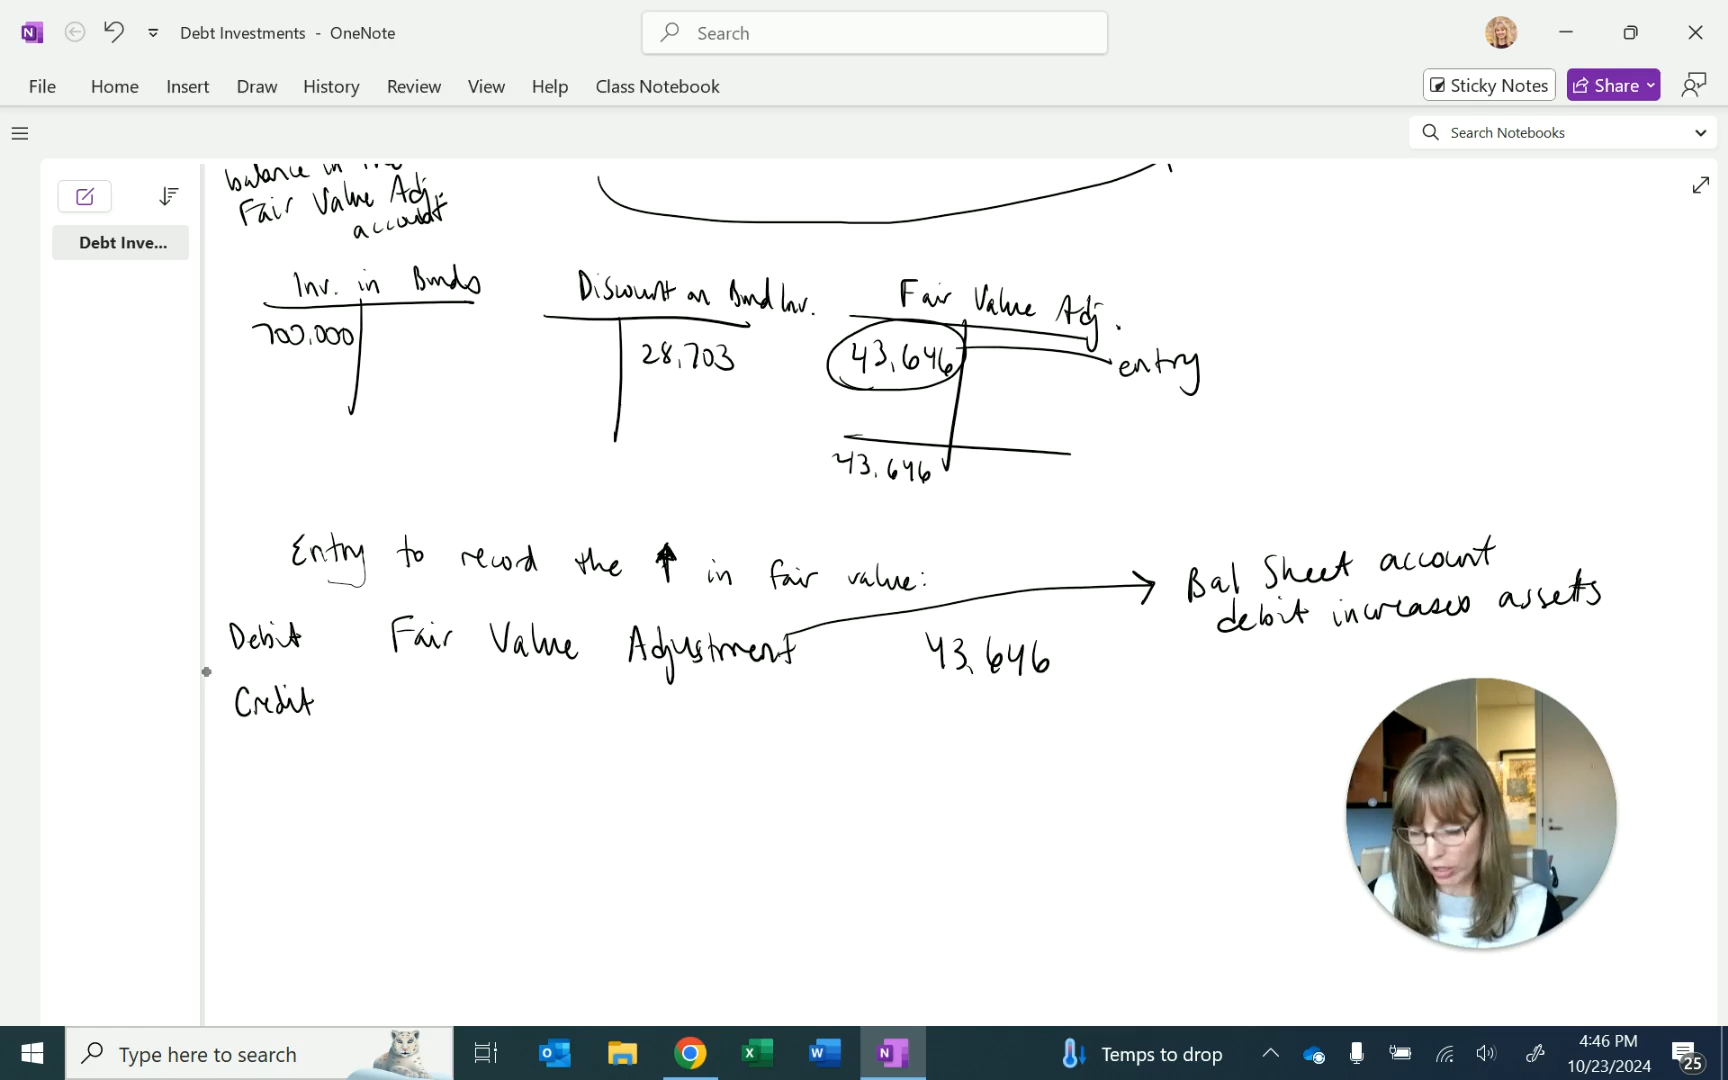 Debt Investments - OneNote
Search
File Home Insert Draw History Review View Help Class Notebook
Sticky Notes Share
Search Notebooks
Debt Inve...
balance in
Fair Value Adj.
account
Inv. in Bonds
700,000
Discount on Bond Inv.
28,703
Fair Value Adj.
43,646
entry
43,646
Entry to record the ↑ in fair value:
Bal Sheet account
debit increases assets
Debit Fair Value Adjustment 43,646
Credit
Type here to search
Temps to drop
4:46 PM
10/23/2024
25